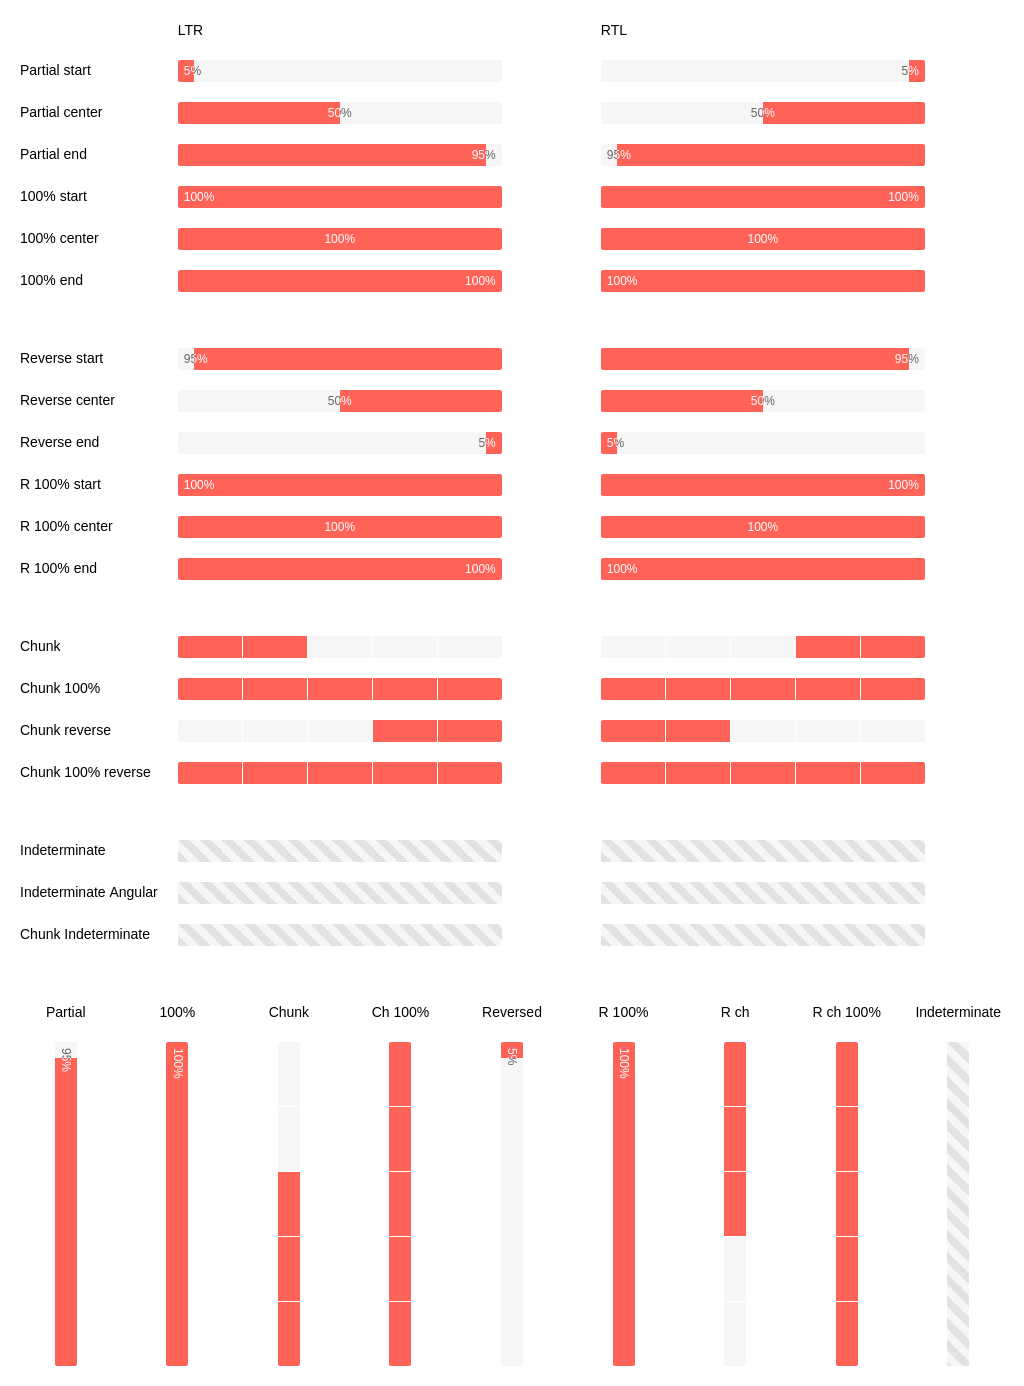 LTR RTL
Partial start 5% 5%
Partial center 50% 50%
Partial end 95% 95%
100% start 100% 100%
100% center 100% 100%
100% end 100% 100%
Reverse start 95% 95%
Reverse center 50% 50%
Reverse end 5% 5%
R 100% start 100% 100%
R 100% center 100% 100%
R 100% end 100% 100%
Chunk
Chunk 100%
Chunk reverse
Chunk 100% reverse
Indeterminate
Indeterminate Angular
Chunk Indeterminate
Partial 100% Chunk Ch 100% Reversed R 100% R ch R ch 100% Indeterminate
95% 100% 5% 100%